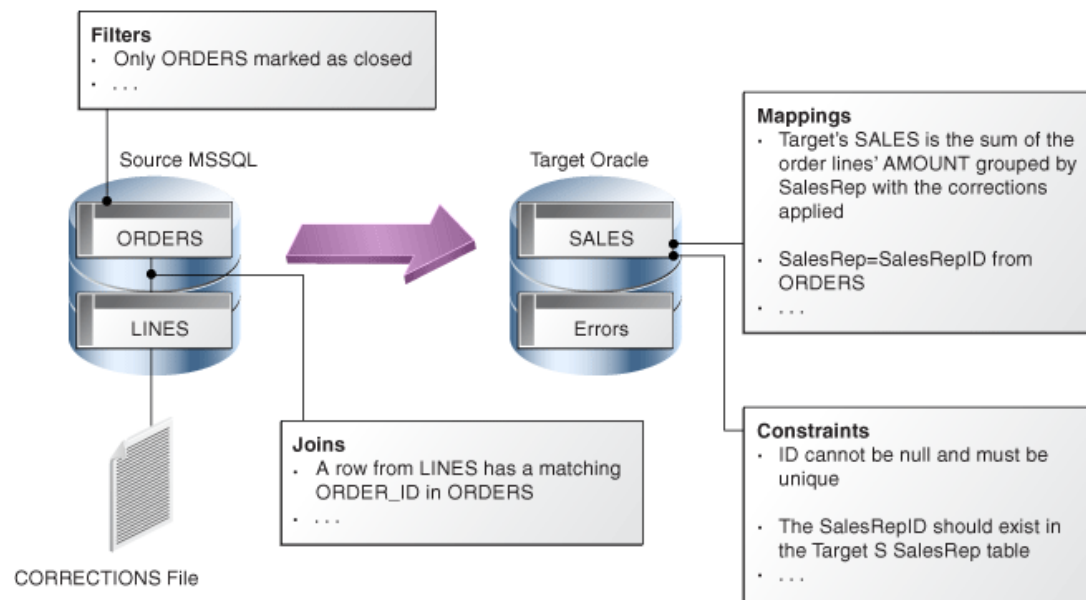 Filters
· Only ORDERS marked as closed
· . . .
Source MSSQL
ORDERS
LINES
CORRECTIONS File
Joins
· A row from LINES has a matching
ORDER_ID in ORDERS
· . . .
Target Oracle
SALES
Errors
Mappings
· Target's SALES is the sum of the
order lines' AMOUNT grouped by
SalesRep with the corrections
applied
· SalesRep=SalesRepID from
ORDERS
· . . .
Constraints
· ID cannot be null and must be
unique
· The SalesRepID should exist in
the Target S SalesRep table
· . . .